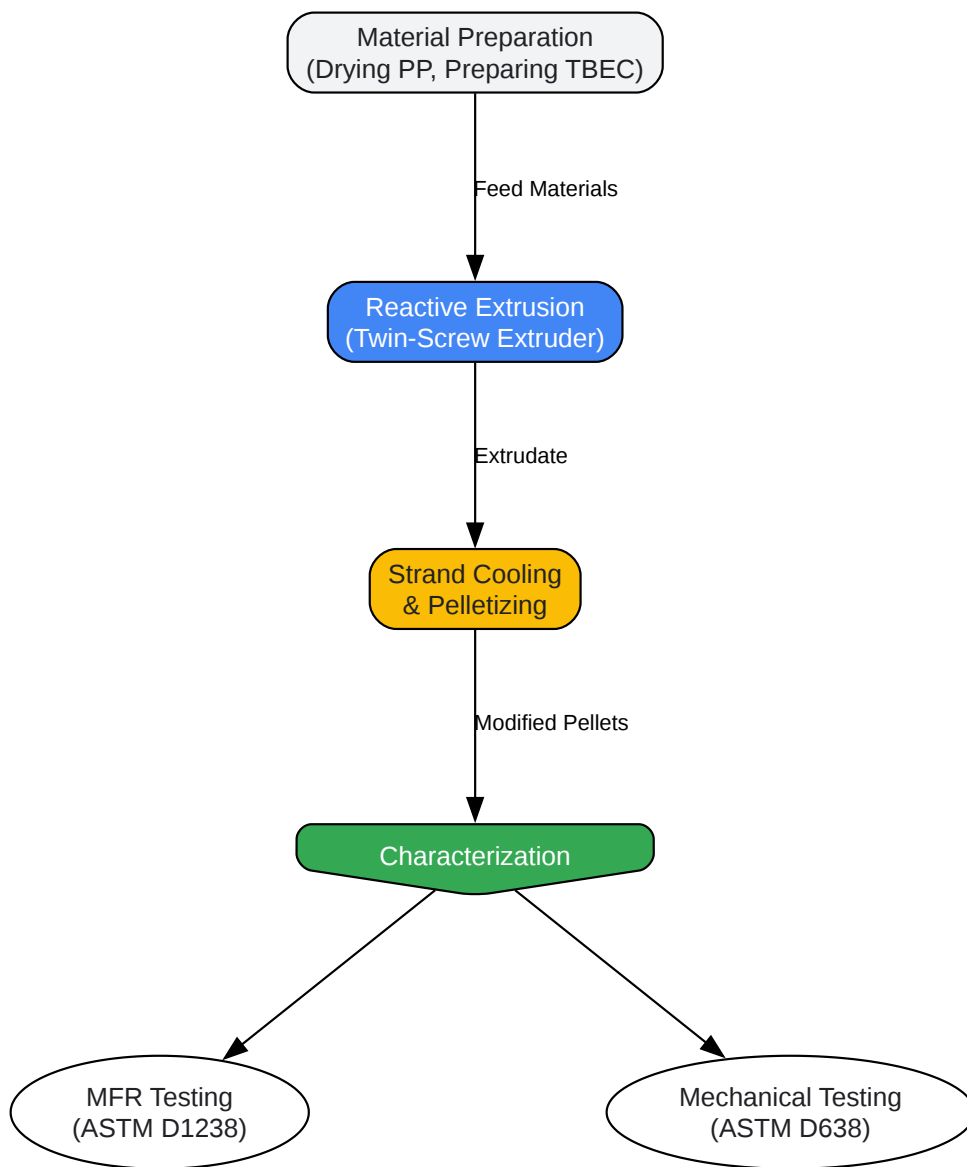 Material Preparation
(Drying PP, Preparing TBEC)
Feed Materials
Reactive Extrusion
(Twin-Screw Extruder)
Extrudate
Strand Cooling
& Pelletizing
Modified Pellets
Characterization
MFR Testing
(ASTM D1238)
Mechanical Testing
(ASTM D638)